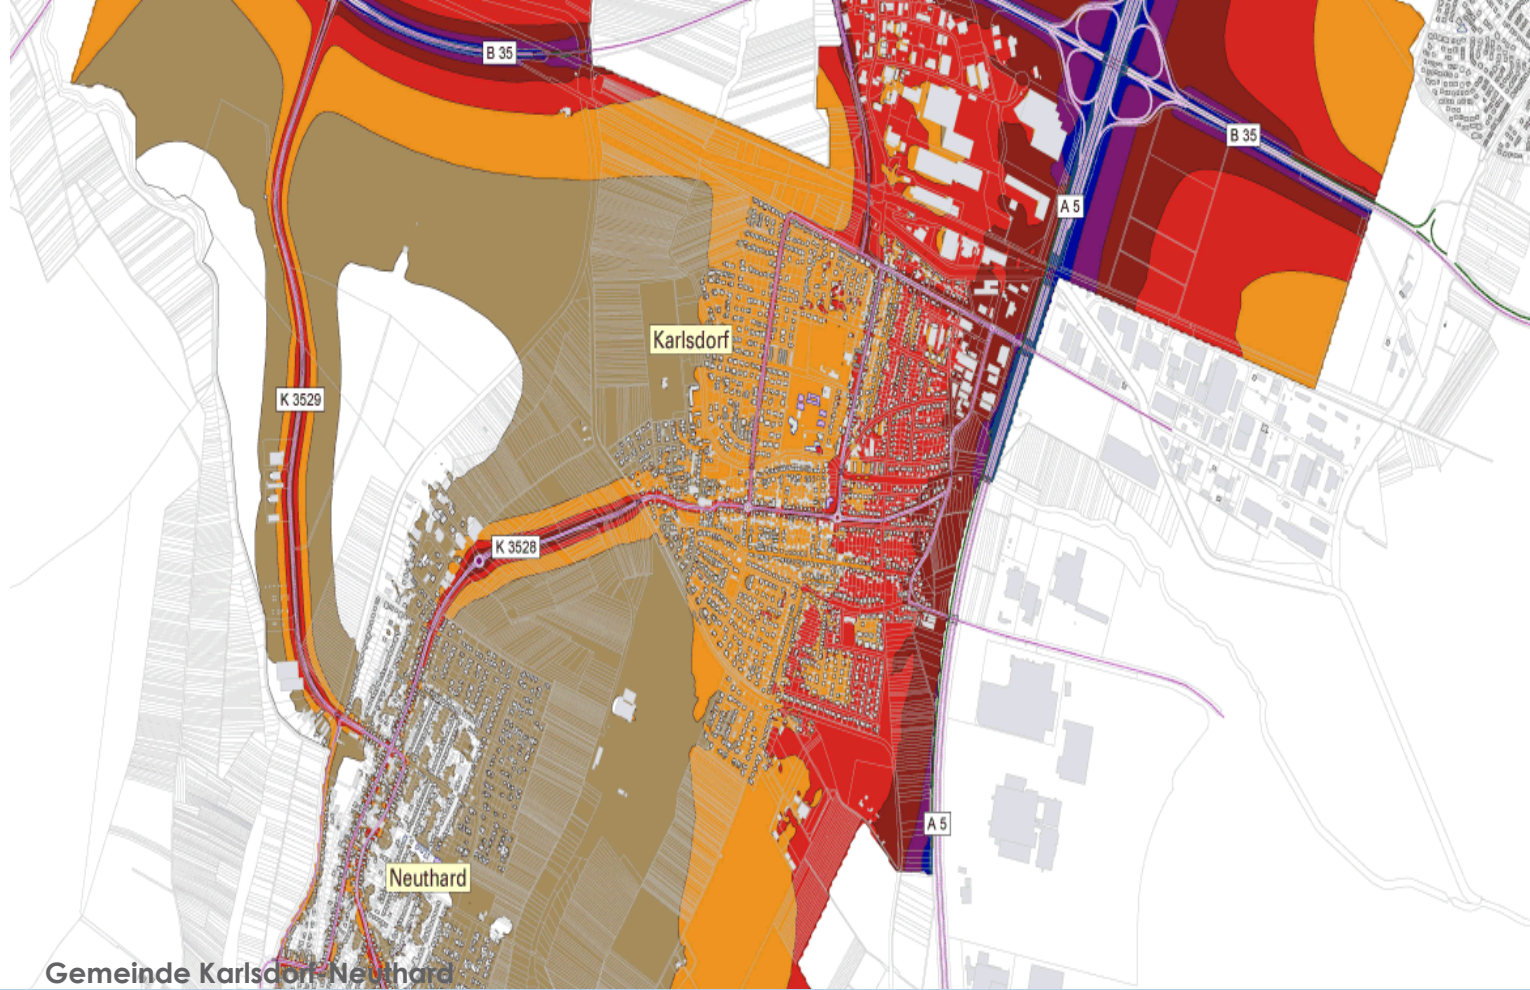 B 35
B 35
A 5
Karlsdorf
K 3529
K 3528
A 5
Neuthard
Gemeinde Karlsdorf-Neuthard